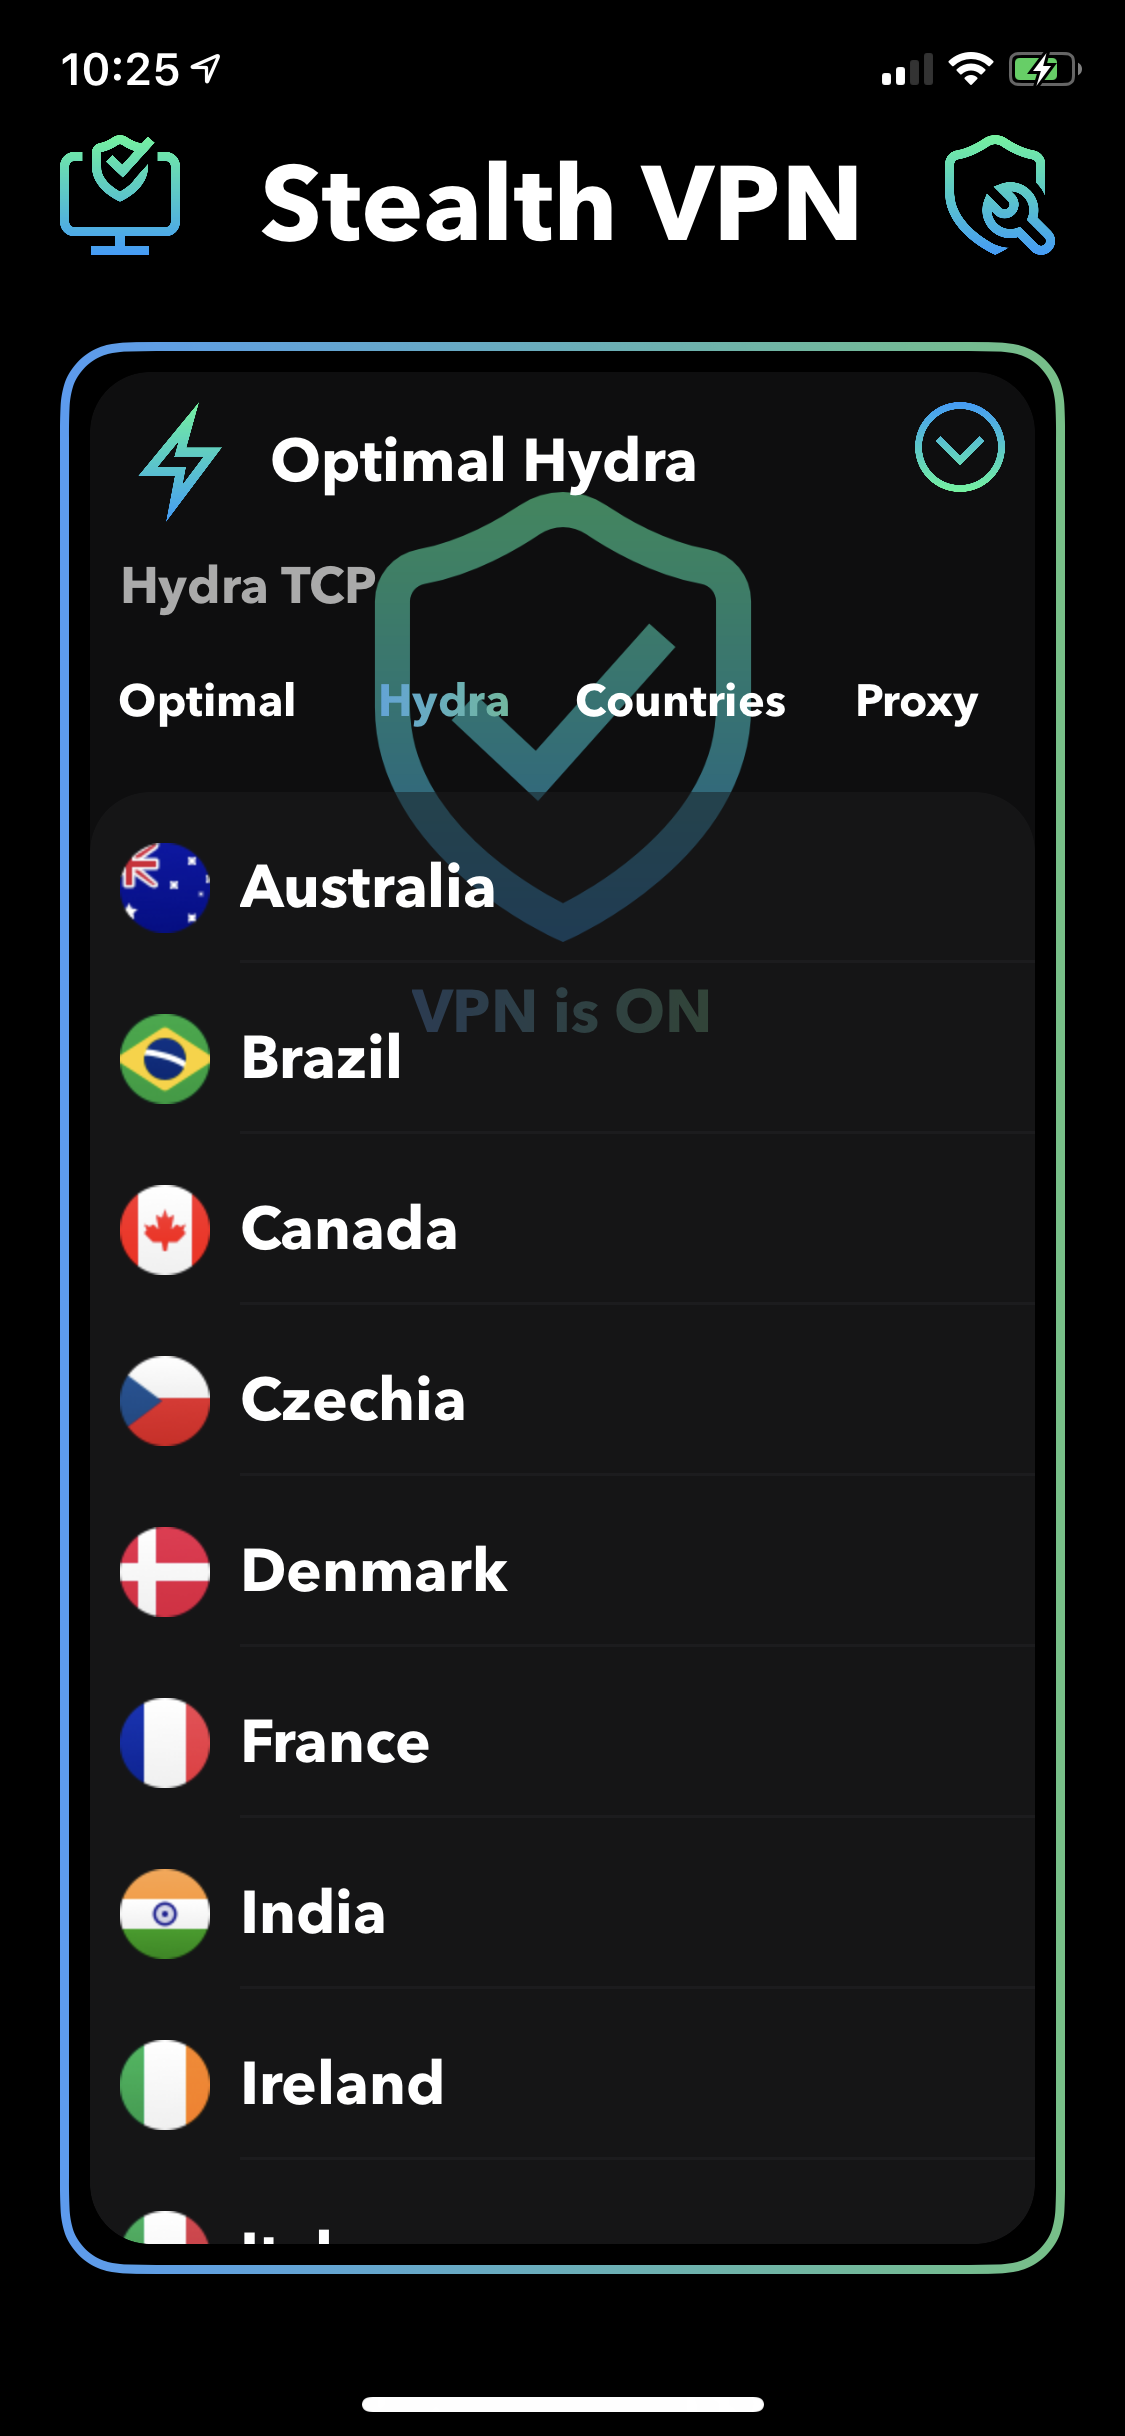 10:25
Stealth VPN
Optimal Hydra
Hydra TCP
Optimal Hydra Countries Proxy
Australia
VPN is ON
Brazil
Canada
Czechia
Denmark
France
India
Ireland